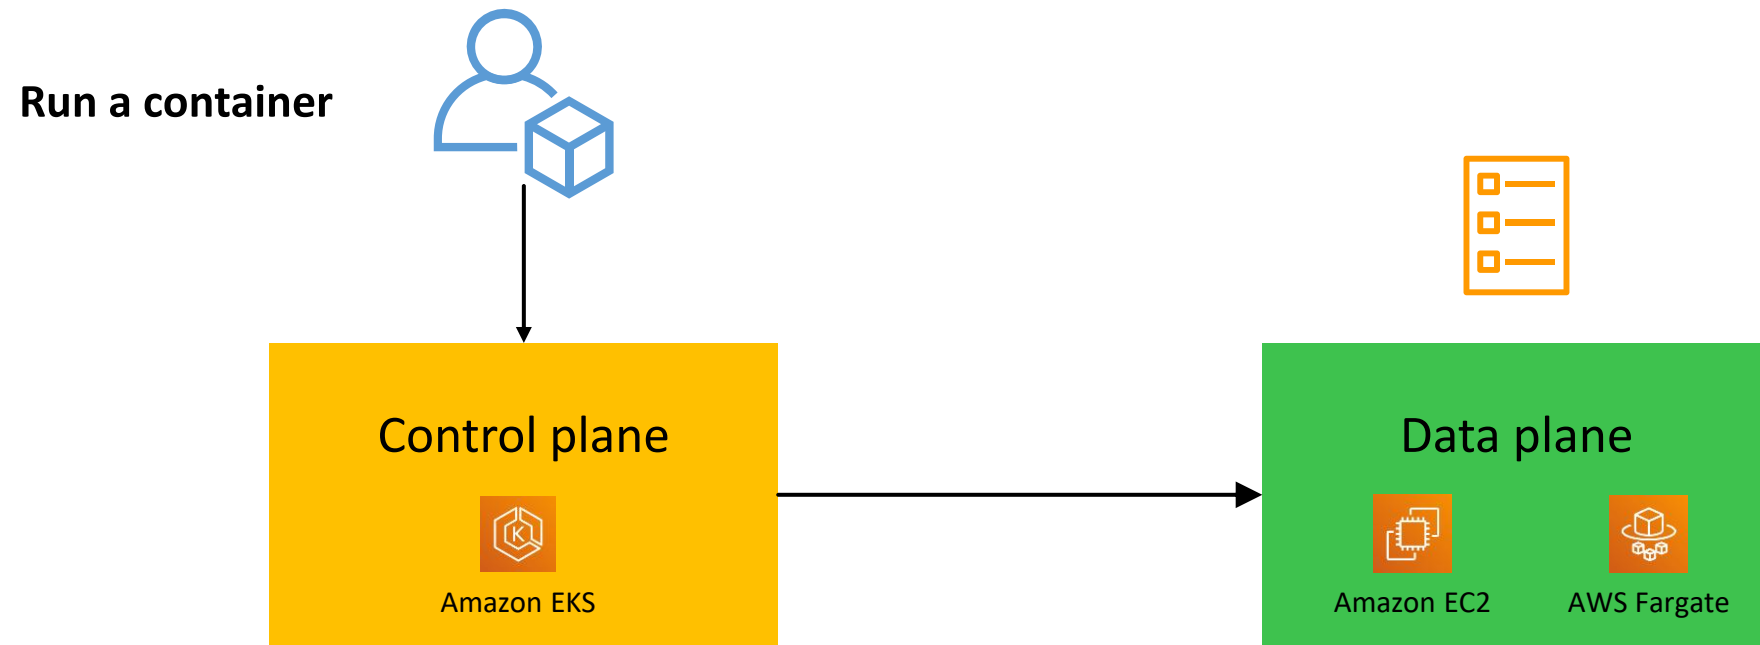 Run a container
Control plane
Amazon EKS
Data plane
Amazon EC2
AWS Fargate